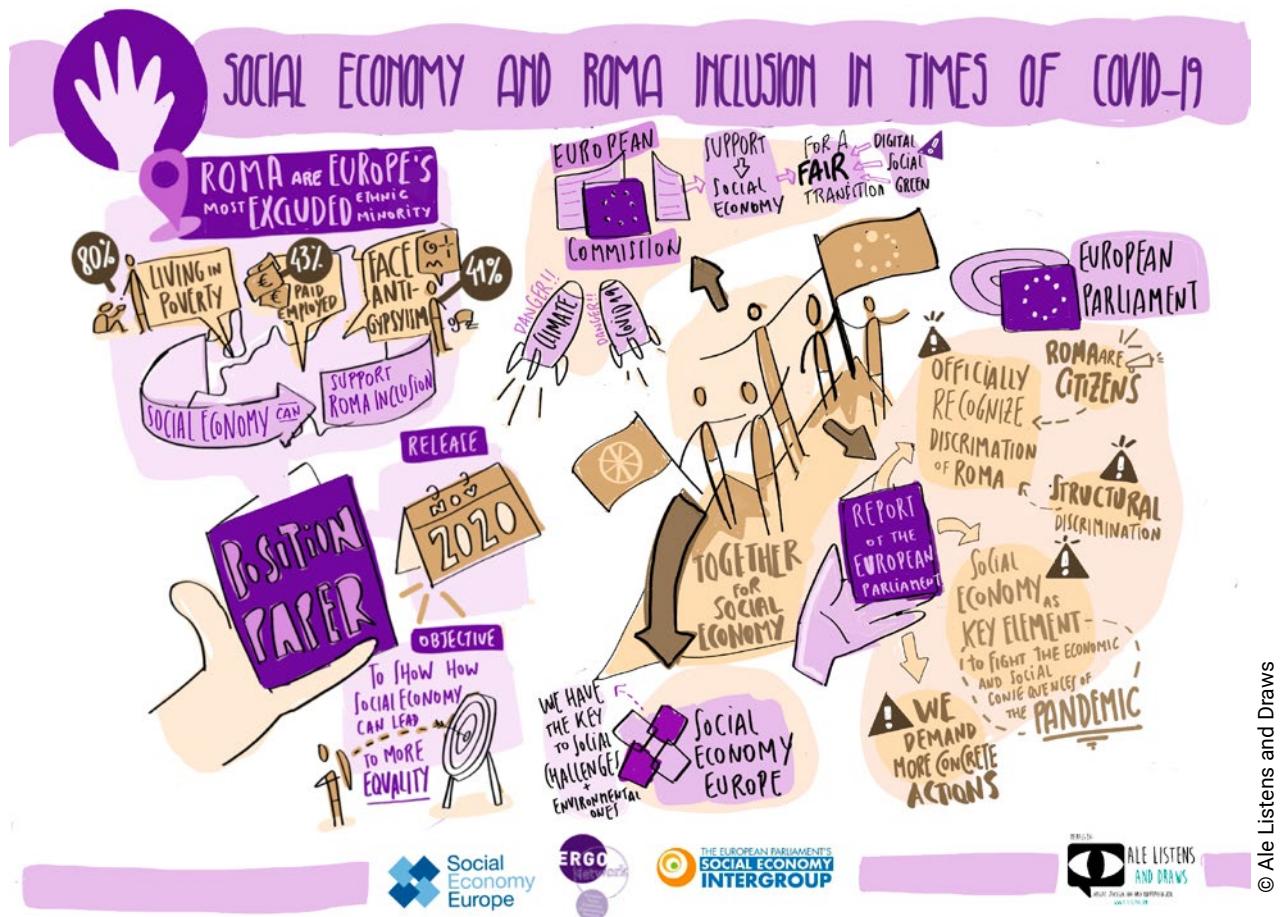 SOCIAL ECONOMY AND ROMA INCLUSION IN TIMES OF COVID-19
ROMA ARE EUROPE'S
MOST EXCLUDED ETHNIC
MINORITY
80%
LIVING IN
POVERTY
43%
PAID
EMPLOYED
FACE
ANTI-
GYPSYISM
41%
SOCIAL ECONOMY CAN
SUPPORT
ROMA INCLUSION
POSITION
PAPER
RELEASE
NOV
2020
OBJECTIVE
TO SHOW HOW
SOCIAL ECONOMY
CAN LEAD
TO MORE
EQUALITY
EUROPEAN
COMMISSION
SUPPORT
SOCIAL
ECONOMY
FOR A
FAIR
TRANSITION
DIGITAL
SOCIAL
GREEN
DANGER!!
CLIMATE
DANGER!!
COVID19
TOGETHER
FOR
SOCIAL
ECONOMY
WE HAVE
THE KEY
TO SOCIAL
CHALLENGES
+
ENVIRONMENTAL
ONES
SOCIAL
ECONOMY
EUROPE
EUROPEAN
PARLIAMENT
ROMA ARE
CITIZENS
OFFICIALLY
RECOGNIZE
DISCRIMATION
OF ROMA
STRUCTURAL
DISCRIMINATION
REPORT
OF THE
EUROPEAN
PARLIAMENT
SOCIAL
ECONOMY AS
KEY ELEMENT
TO FIGHT THE ECONOMIC
AND SOCIAL
CONSEQUENCES OF
THE PANDEMIC
WE
DEMAND
MORE CONCRETE
ACTIONS
Social
Economy
Europe
ERGO
Network
THE EUROPEAN PARLIAMENT'S
SOCIAL ECONOMY
INTERGROUP
ALE LISTENS
AND DRAWS
© Ale Listens and Draws